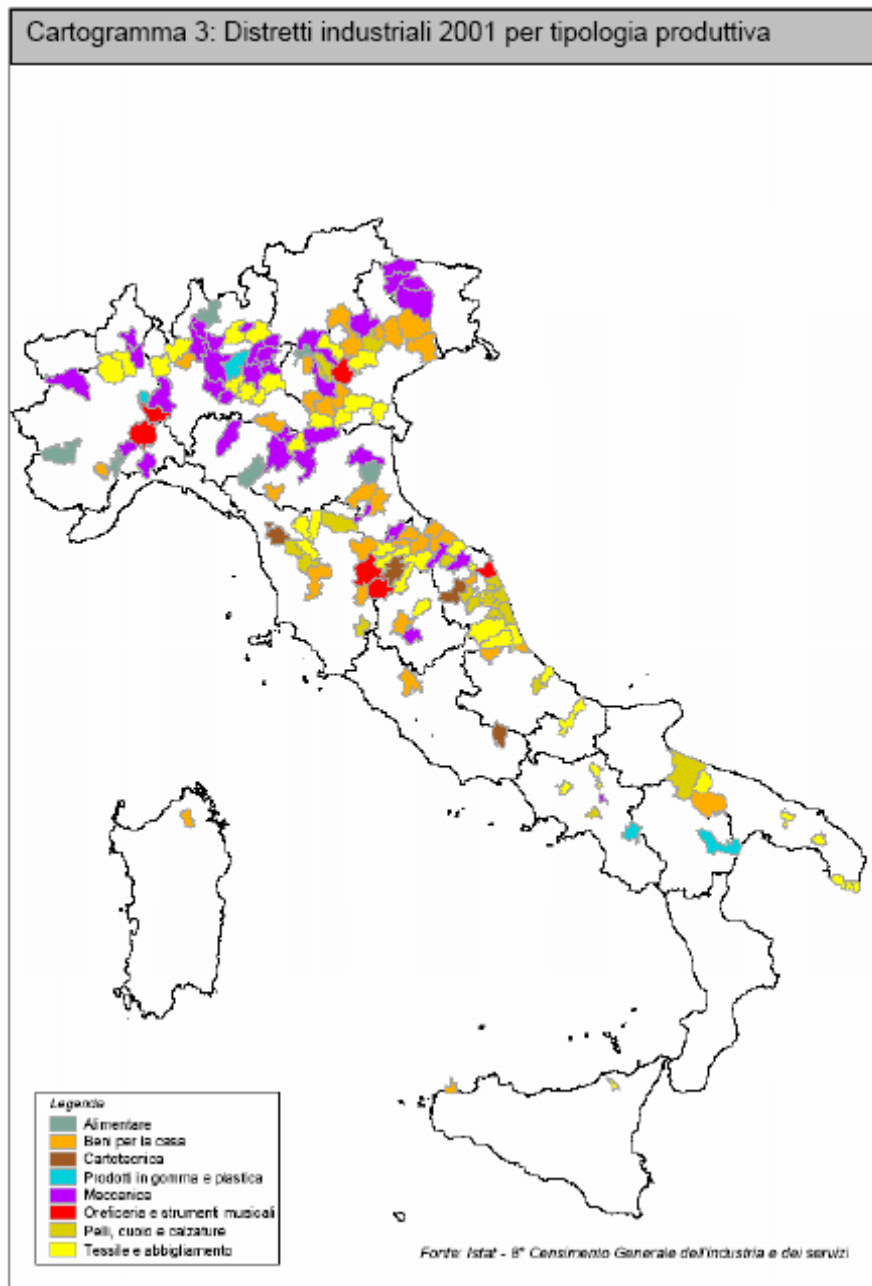 Cartogramma 3: Distretti industriali 2001 per tipologia produttiva
Legenda
Alimentare
Beni per la casa
Cartotecnica
Prodotti in gomma e plastica
Meccanica
Oreficeria e strumenti musicali
Pelli, cuoio e calzature
Tessile e abbigliamento
Fonte: Istat - 8° Censimento Generale dell'industria e dei servizi